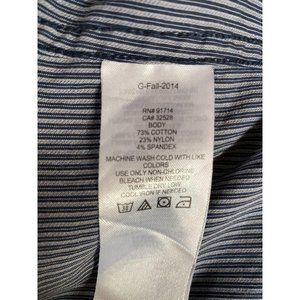 G-Fall-2014
RN# 91714
CA# 32528
BODY
73% COTTON
23% NYLON
4% SPANDEX
MACHINE WASH COLD WITH LIKE
COLORS
USE ONLY NON-CHLORINE
BLEACH WHEN NEEDED
TUMBLE DRY LOW
COOL IRON IF NEEDED